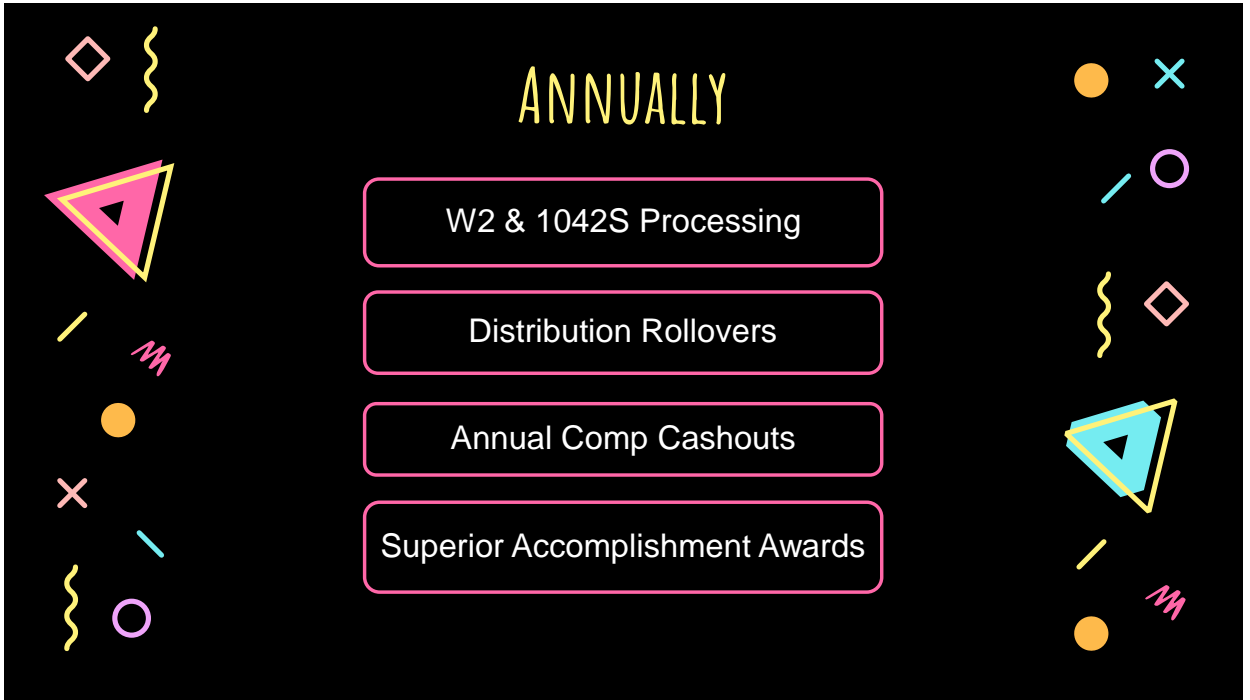 ANNUALLY
W2 & 1042S Processing
Distribution Rollovers
Annual Comp Cashouts
Superior Accomplishment Awards